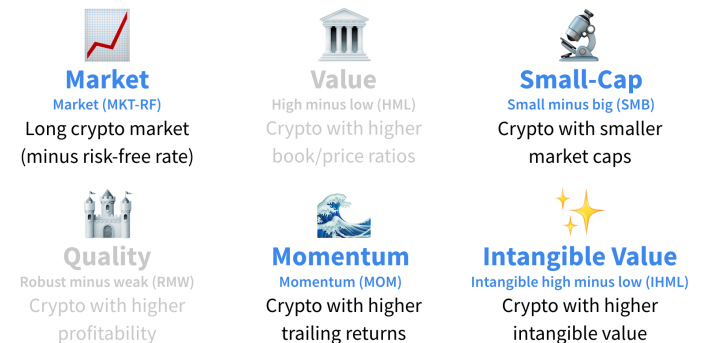 Market
Market (MKT-RF)
Long crypto market
(minus risk-free rate)
Value
High minus low (HML)
Crypto with higher
book/price ratios
Small-Cap
Small minus big (SMB)
Crypto with smaller
market caps
Quality
Robust minus weak (RMW)
Crypto with higher
profitability
Momentum
Momentum (MOM)
Crypto with higher
trailing returns
Intangible Value
Intangible high minus low (IHML)
Crypto with higher
intangible value